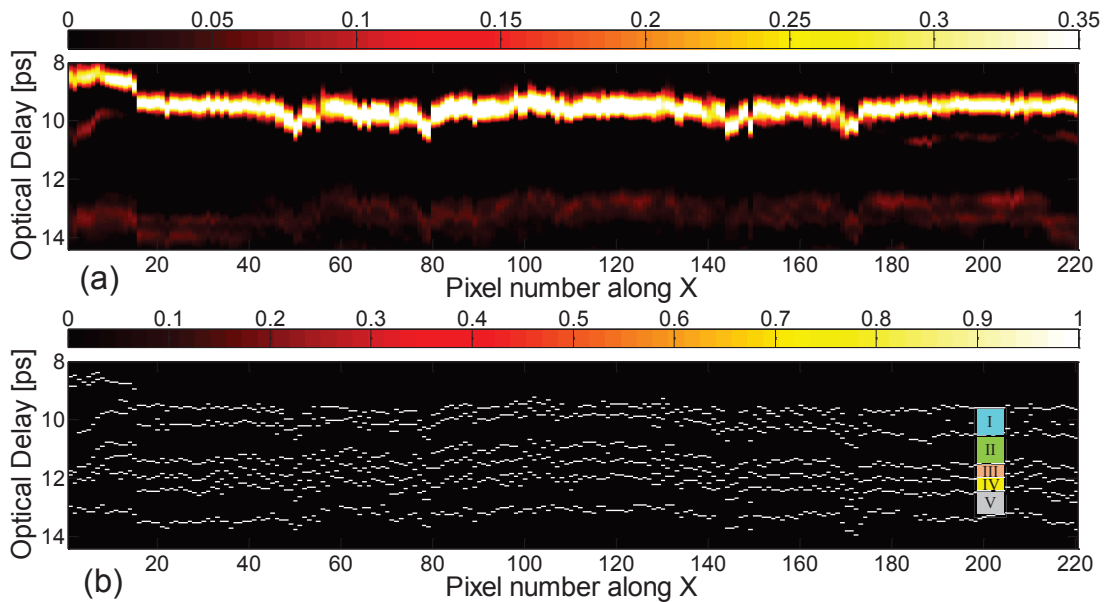 0 0.05 0.1 0.15 0.2 0.25 0.3 0.35
8
10
12
14
Optical Delay [ps]
20 40 60 80 100 120 140 160 180 200 220
(a)
Pixel number along X
0 0.1 0.2 0.3 0.4 0.5 0.6 0.7 0.8 0.9 1
8
10
12
14
Optical Delay [ps]
I
II
III
IV
V
20 40 60 80 100 120 140 160 180 200 220
(b)
Pixel number along X